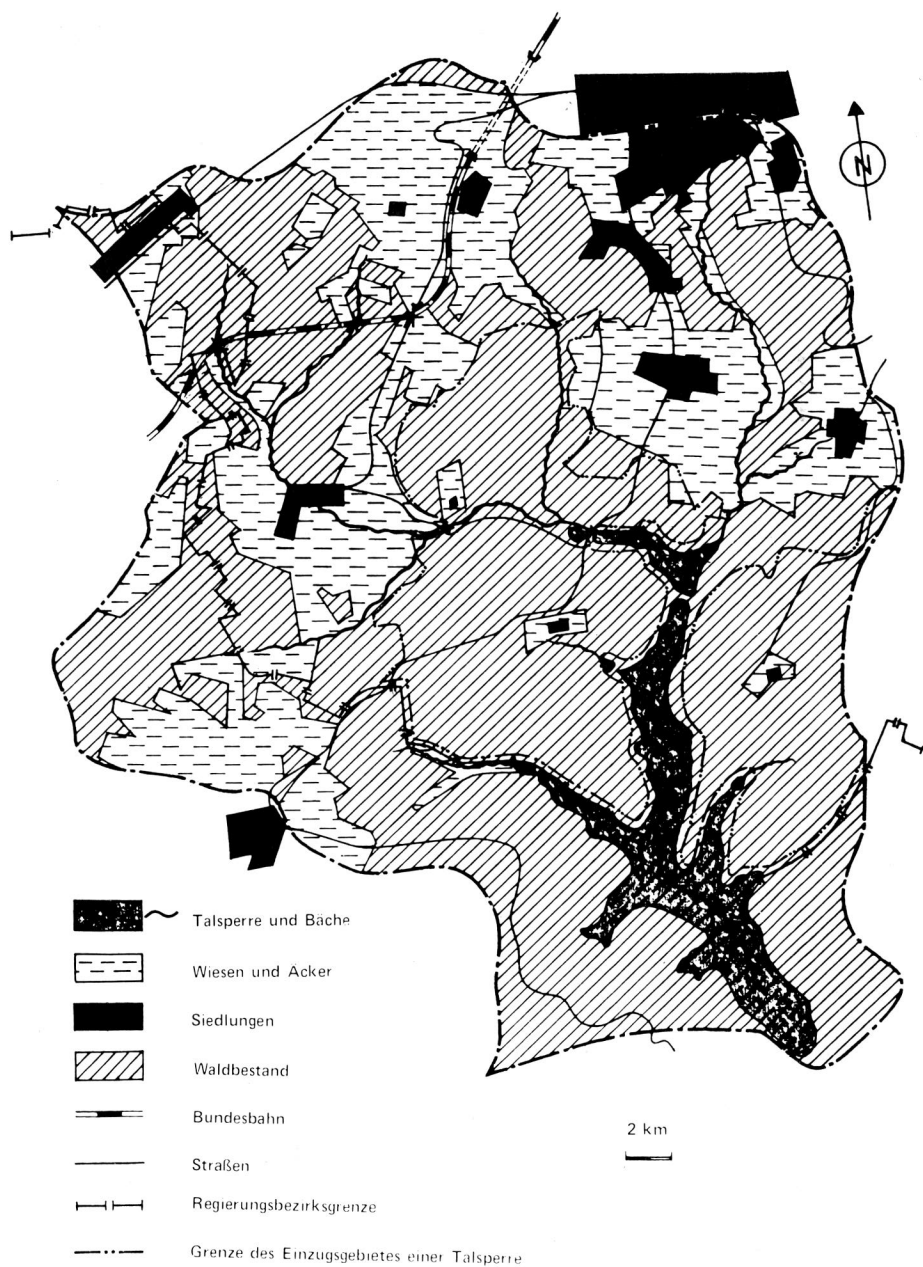 N
Talsperre und Bäche
Wiesen und Äcker
Siedlungen
Waldbestand
Bundesbahn
Straßen
Regierungsbezirksgrenze
Grenze des Einzugsgebietes einer Talsperre
2 km